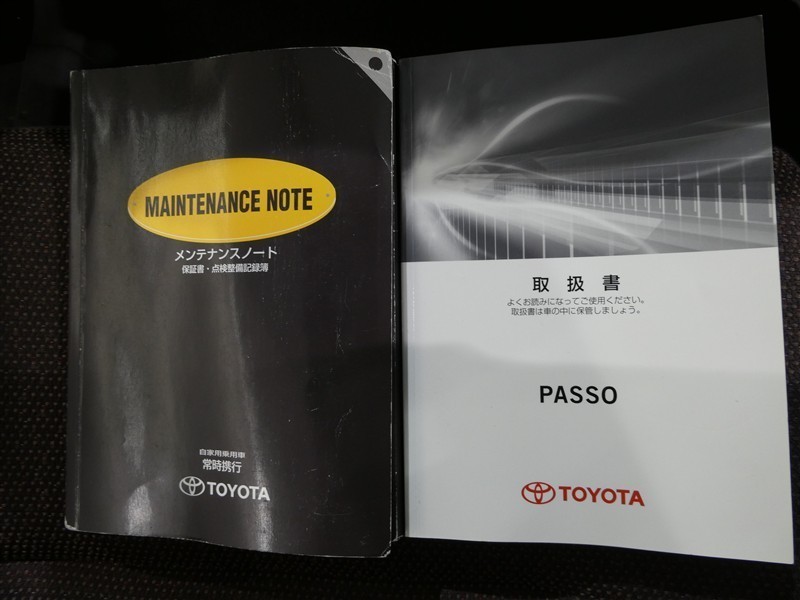 MAINTENANCE NOTE
メンテナンスノート
保証書・点検整備記録簿
自家用乗用車
常時携行
TOYOTA
取扱書
よくお読みになってご使用ください。
取扱書は車の中に保管しましょう。
PASSO
TOYOTA